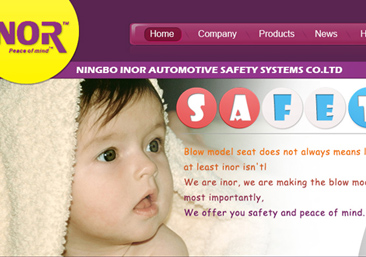 INOR™
Peace of mind™
Home Company Products News H
NINGBO INOR AUTOMOTIVE SAFETY SYSTEMS CO.LTD
SAFET
Blow model seat does not always means l
at least inor isn't!
We are inor, we are making the blow mod
most importantly,
We offer you safety and peace of mind.